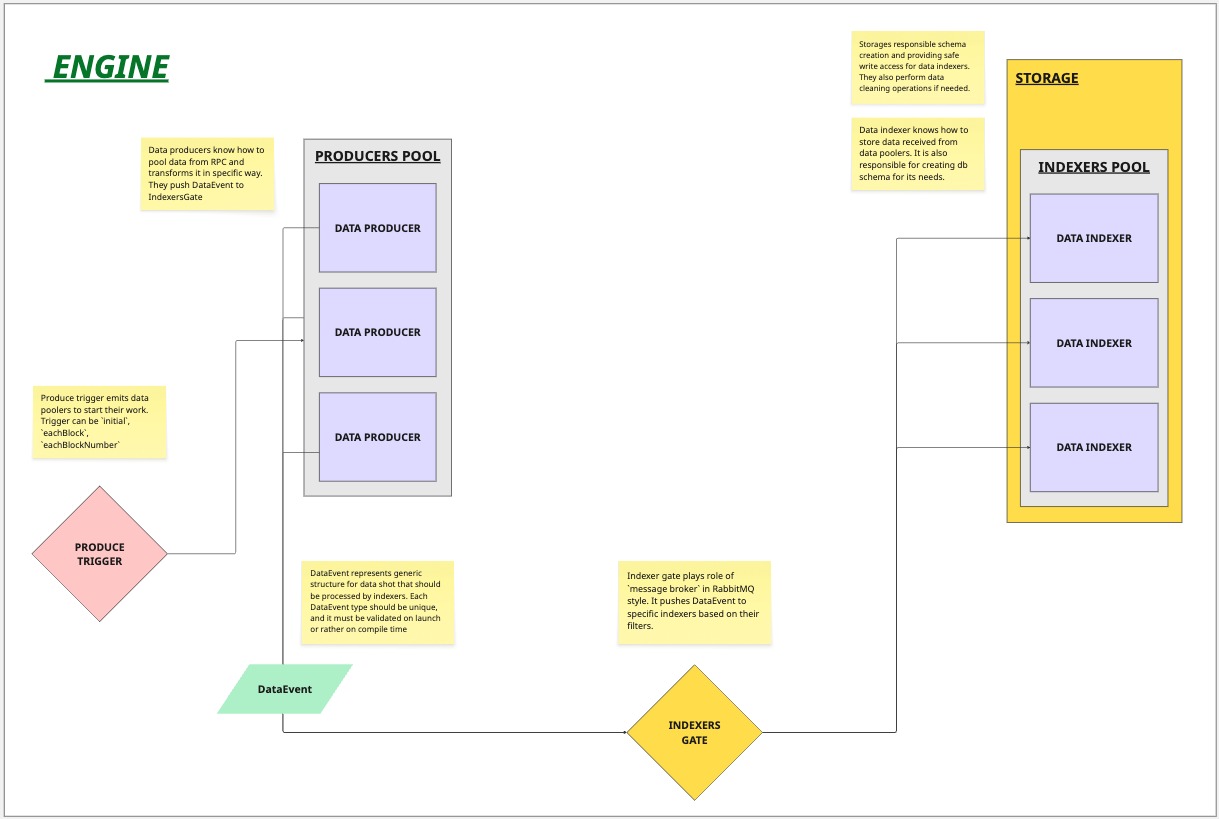 ENGINE
Storages responsible schema
creation and providing safe
write access for data indexers.
They also perform data
cleaning operations if needed.
STORAGE
Data indexer knows how to
store data received from
data poolers. It is also
responsible for creating db
schema for its needs.
Data producers know how to
pool data from RPC and
transforms it in specific way.
They push DataEvent to
IndexersGate
PRODUCERS POOL
DATA PRODUCER
DATA PRODUCER
DATA PRODUCER
INDEXERS POOL
DATA INDEXER
DATA INDEXER
DATA INDEXER
Produce trigger emits data
poolers to start their work.
Trigger can be `initial`,
`eachBlock`,
`eachBlockNumber`
PRODUCE
TRIGGER
DataEvent represents generic
structure for data shot that should
be processed by indexers. Each
DataEvent type should be unique,
and it must be validated on launch
or rather on compile time
Indexer gate plays role of
`message broker` in RabbitMQ
style. It pushes DataEvent to
specific indexers based on their
filters.
DataEvent
INDEXERS
GATE